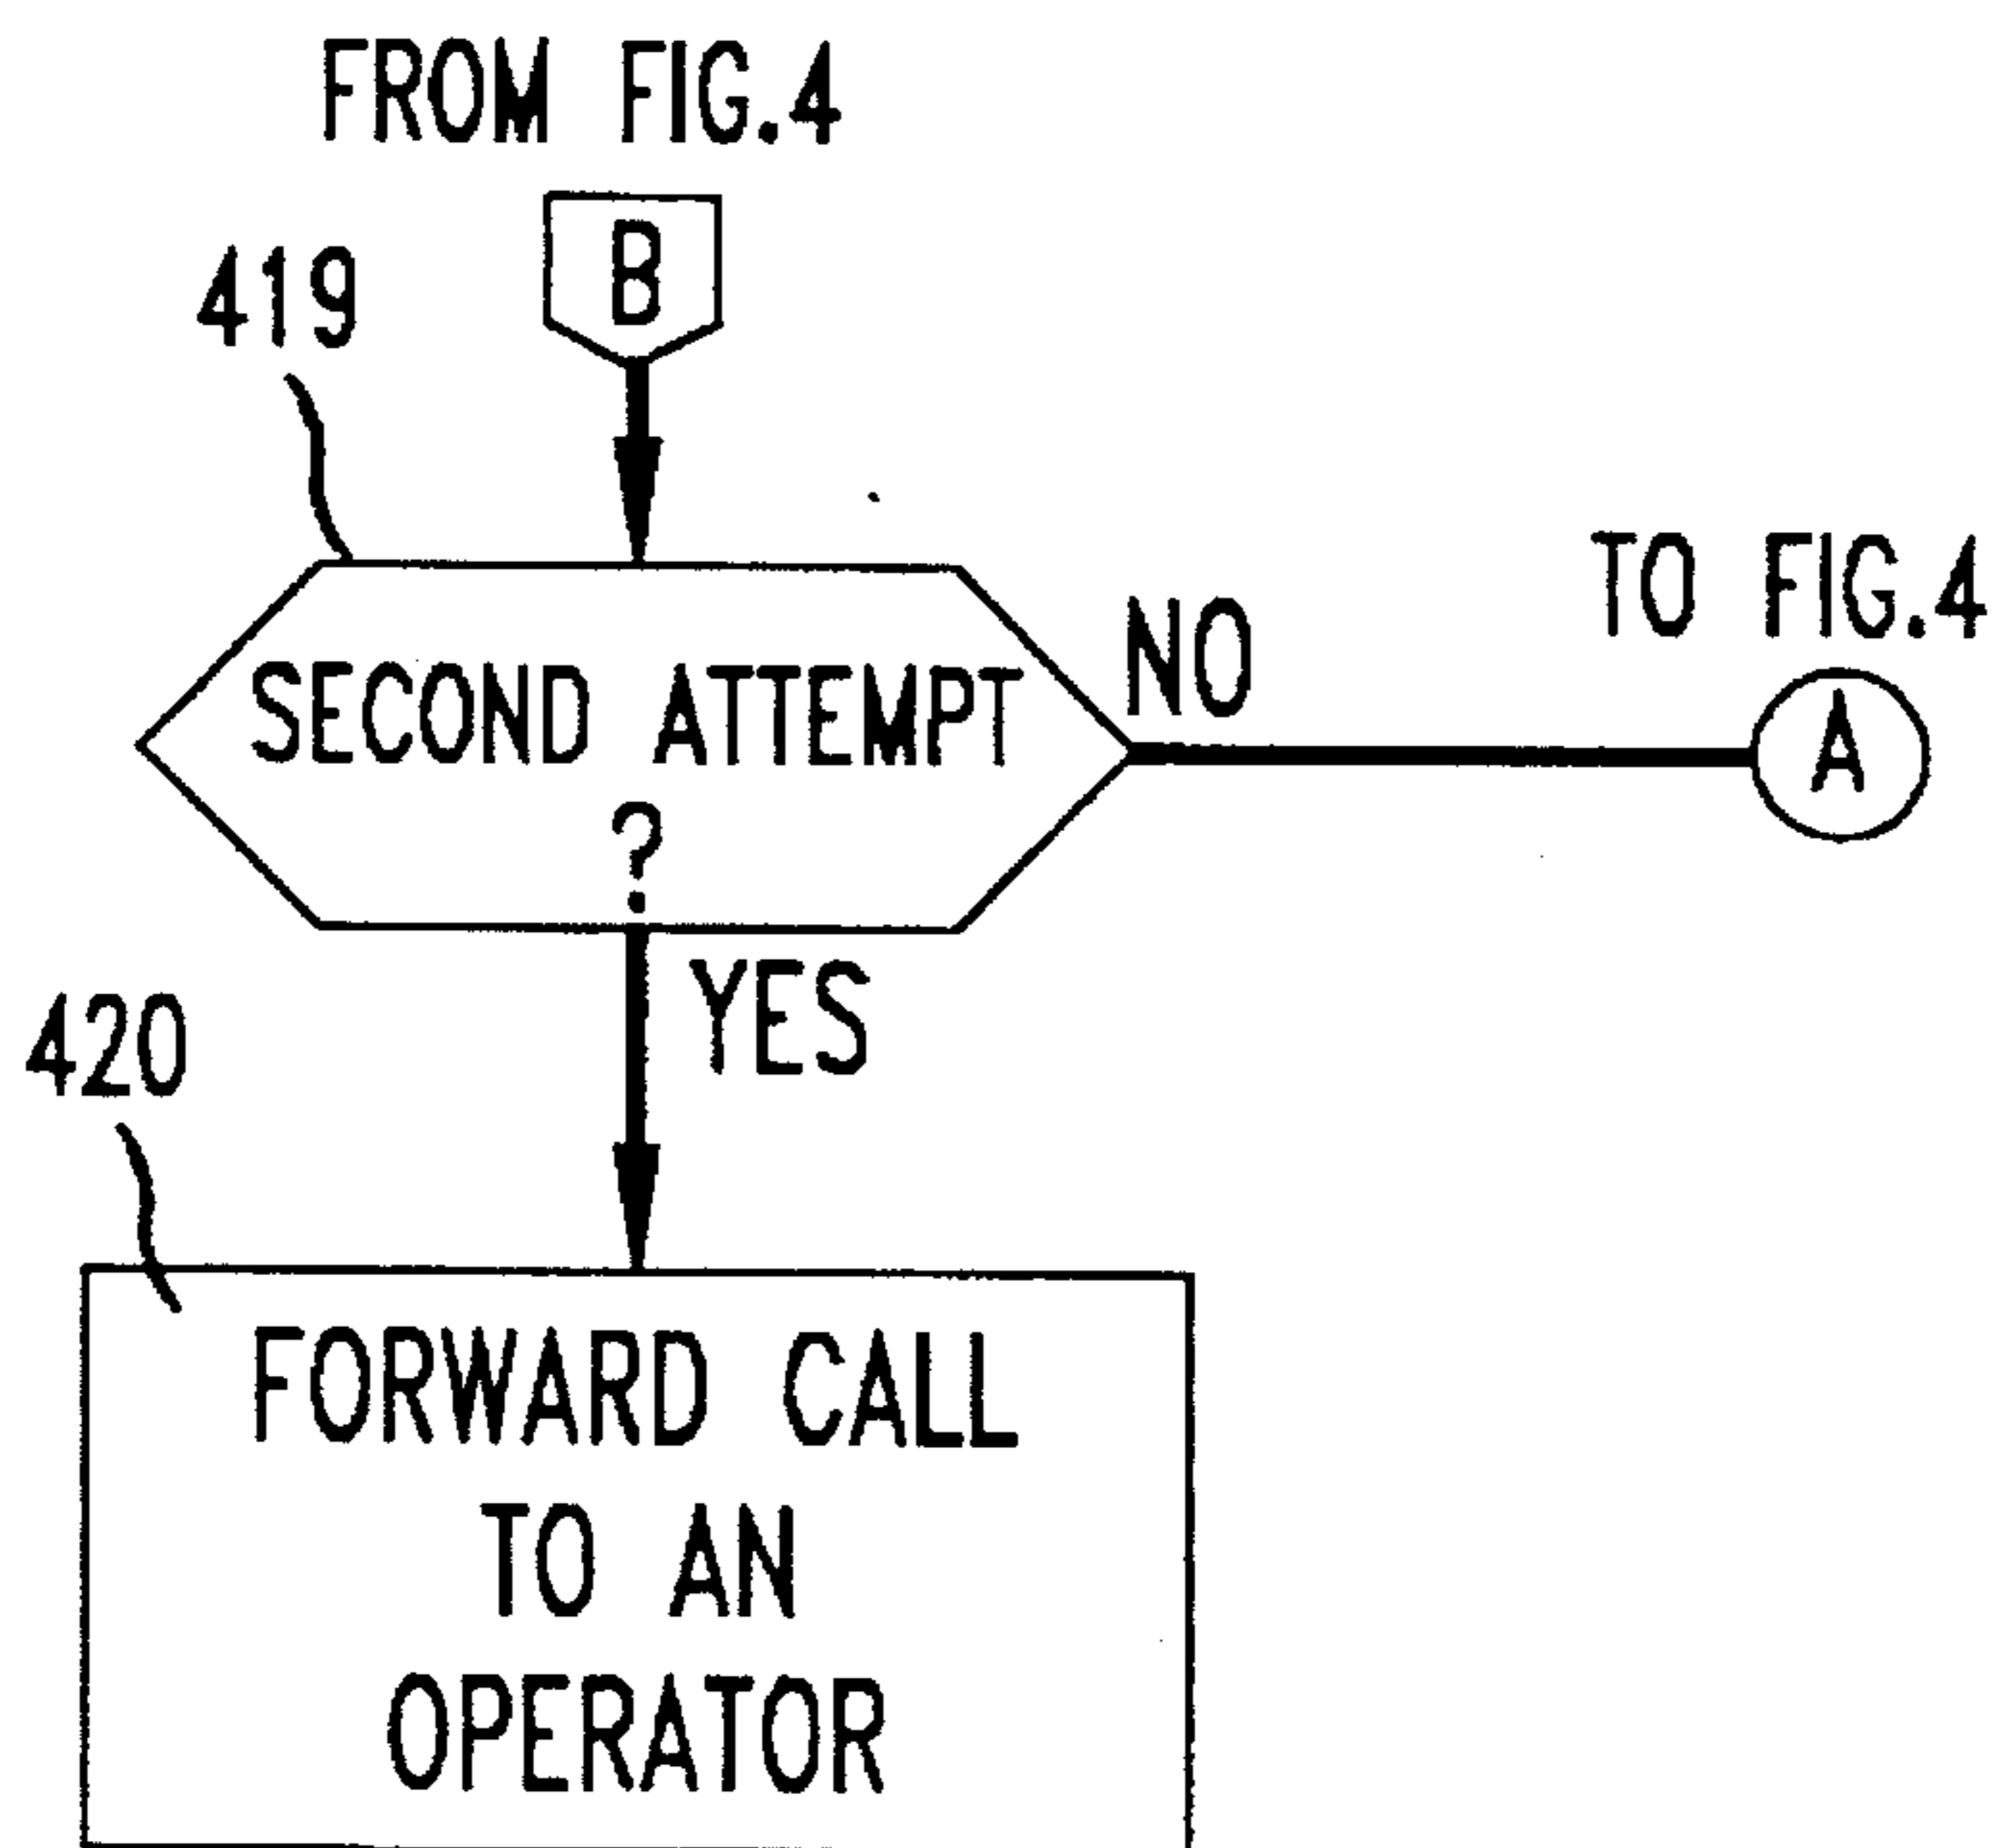 FROM FIG.4
B
419
TO FIG.4
NO
SECOND ATTEMPT
?
A
YES
420
FORWARD CALL
TO AN
OPERATOR